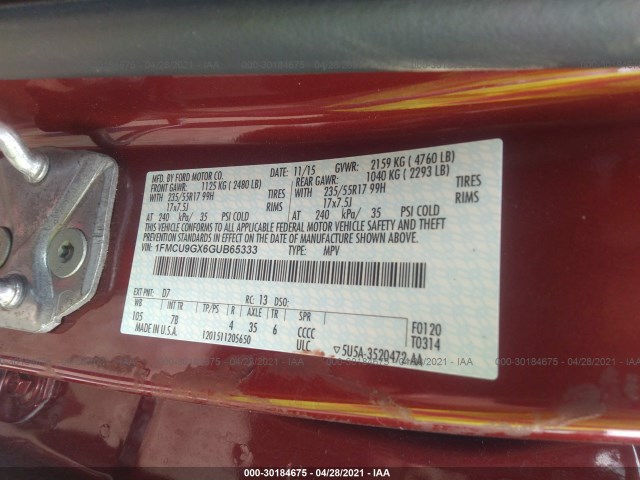 000-30184675 - 04/28/2021 - IAA
MFD. BY FORD MOTOR CO.
DATE: 11/15 GVWR: 2159 KG ( 4760 LB)
FRONT GAWR: 1125 KG ( 2480 LB)
REAR GAWR: 1040 KG ( 2293 LB)
WITH 235/55R17 99H TIRES
WITH 235/55R17 99H TIRES
17x7.5J RIMS
17x7.5J RIMS
AT 240 kPa/ 35 PSI COLD
AT 240 kPa/ 35 PSI COLD
THIS VEHICLE CONFORMS TO ALL APPLICABLE FEDERAL MOTOR VEHICLE SAFETY AND THEFT PREVENTION STANDARDS IN EFFECT ON THE DATE OF MANUFACTURE SHOWN ABOVE.
VIN: 1FMCU9GX6GUB65333 TYPE: MPV
EXT PNT: D7 RC: 13 DSO:
WB INT TR TP/PS R AXLE TR SPR
105 7B 4 35 6 CCCC F0120
MADE IN U.S.A. ULC T0314
1201511205650 ▽5U5A-3520472-AA
000-30184675 - 04/28/2021 - IAA